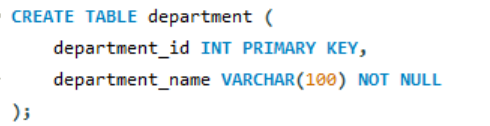 CREATE TABLE department (
    department_id INT PRIMARY KEY,
    department_name VARCHAR(100) NOT NULL
);